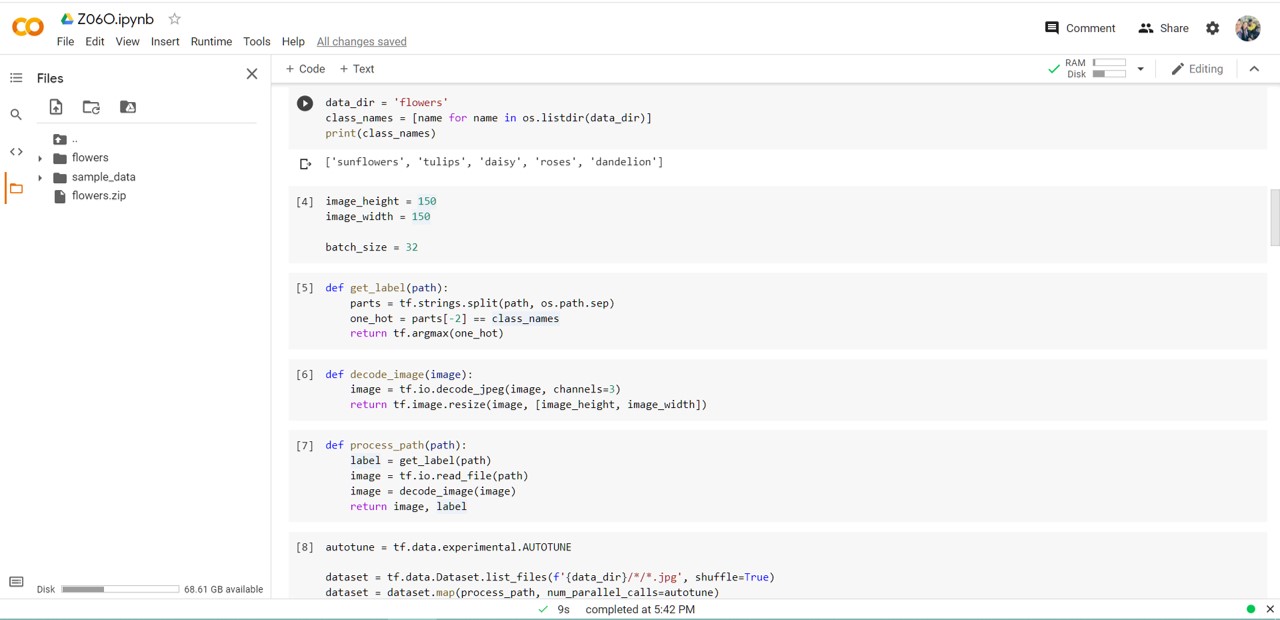 Z06O.ipynb
Comment
Share
File Edit View Insert Runtime Tools Help All changes saved
Files
+ Code + Text
RAM
Disk
Editing
..
flowers
sample_data
flowers.zip
data_dir = 'flowers'
class_names = [name for name in os.listdir(data_dir)]
print(class_names)
['sunflowers', 'tulips', 'daisy', 'roses', 'dandelion']
[4] image_height = 150
image_width = 150
batch_size = 32
[5] def get_label(path):
parts = tf.strings.split(path, os.path.sep)
one_hot = parts[-2] == class_names
return tf.argmax(one_hot)
[6] def decode_image(image):
image = tf.io.decode_jpeg(image, channels=3)
return tf.image.resize(image, [image_height, image_width])
[7] def process_path(path):
label = get_label(path)
image = tf.io.read_file(path)
image = decode_image(image)
return image, label
[8] autotune = tf.data.experimental.AUTOTUNE
dataset = tf.data.Dataset.list_files(f'{data_dir}/*/*.jpg', shuffle=True)
dataset = dataset.map(process_path, num_parallel_calls=autotune)
Disk 68.61 GB available
9s completed at 5:42 PM